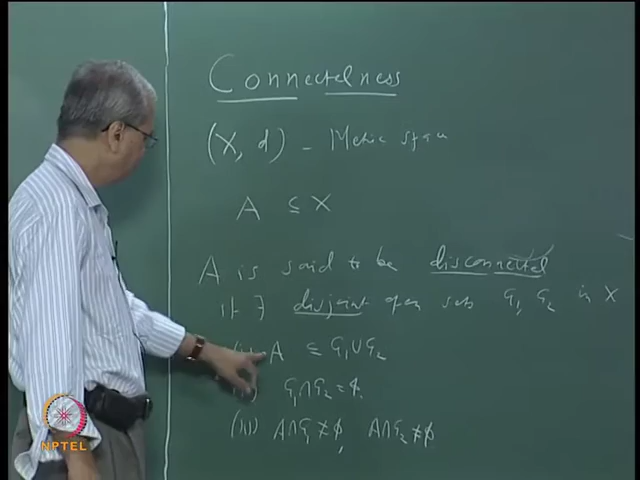 Connectedness
(X, d) - Metric space
A ⊆ X
A is said to be disconnected
if ∃ disjoint open sets G₁, G₂ in X
A ⊆ G₁∪G₂
G₁∩G₂ = ϕ.
(iii) A∩G₁ ≠ ϕ, A∩G₂ ≠ ϕ
NPTEL